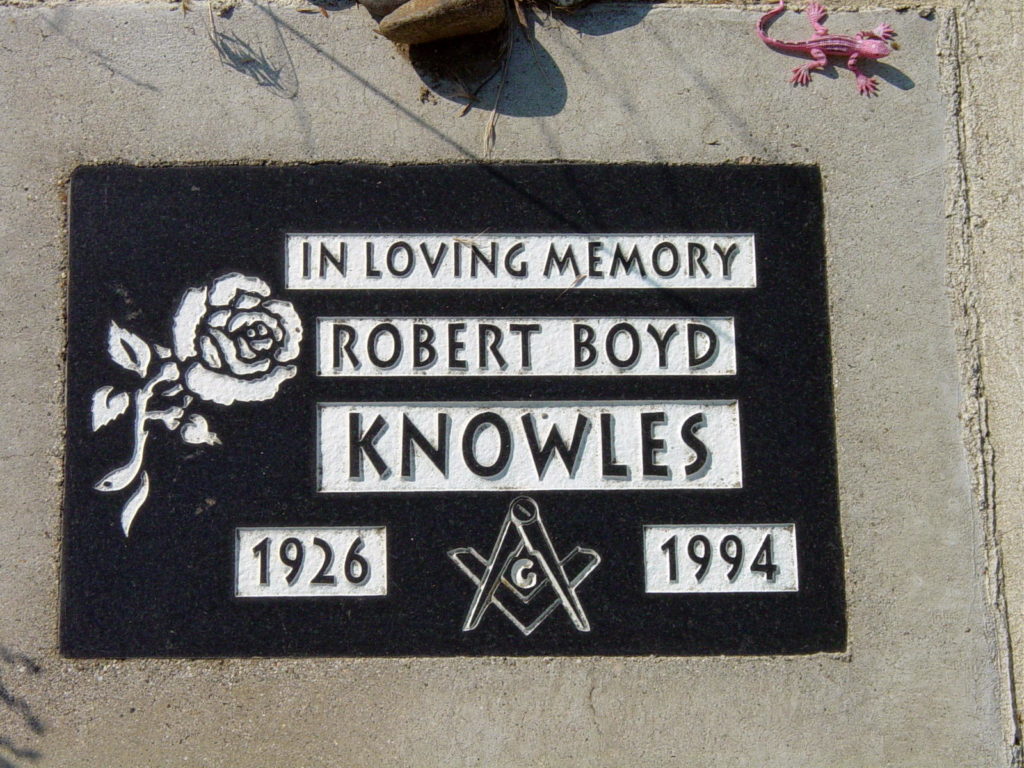 IN LOVING MEMORY
ROBERT BOYD
KNOWLES
1926 G 1994